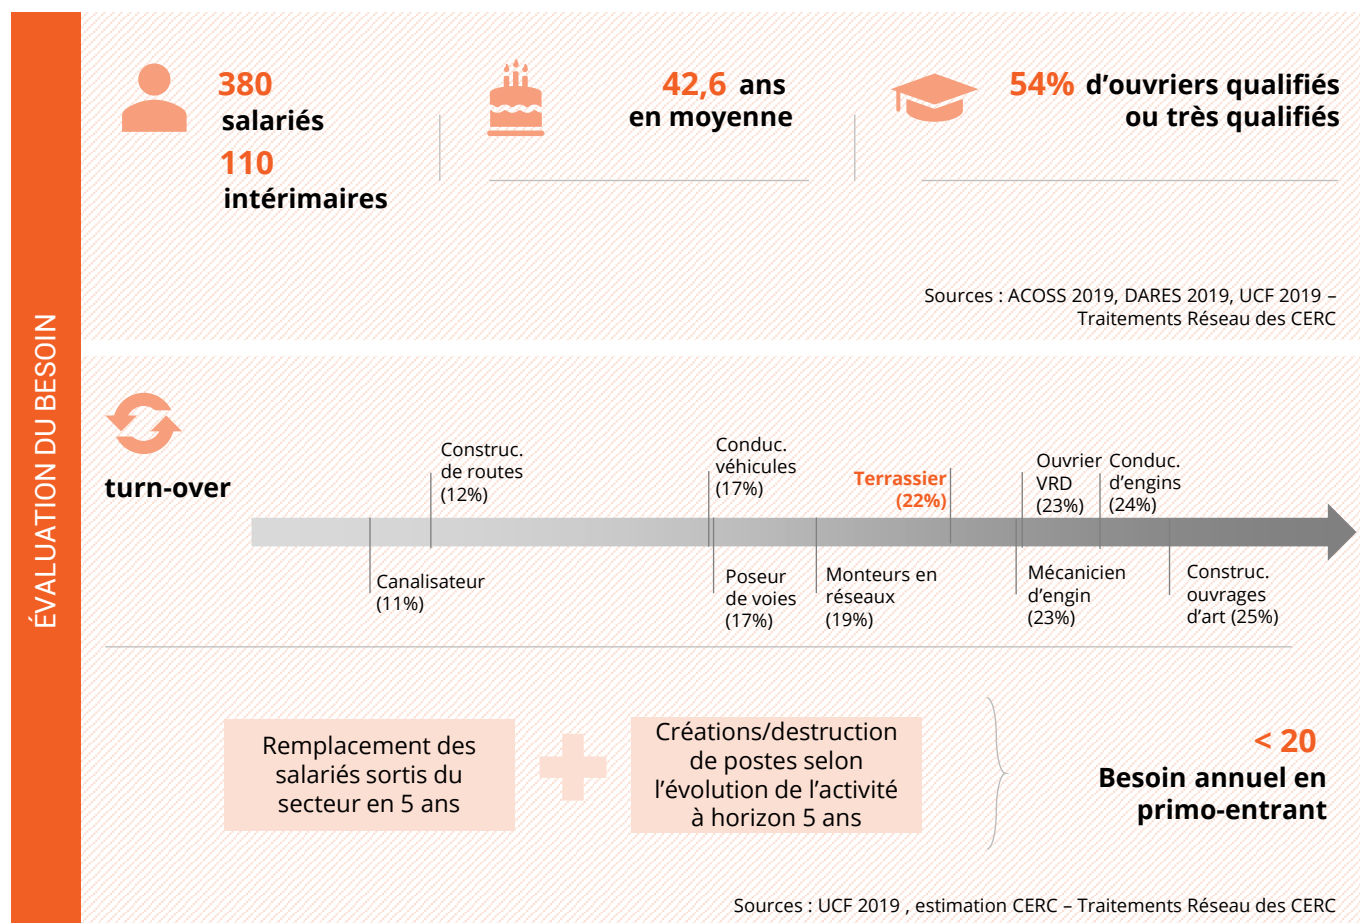 ÉVALUATION DU BESOIN
380
salariés
110
intérimaires
42,6 ans
en moyenne
54% d’ouvriers qualifiés
ou très qualifiés
Sources : ACOSS 2019, DARES 2019, UCF 2019 –
Traitements Réseau des CERC
turn-over
Construc.
de routes
(12%)
Conduc.
véhicules
(17%)
Terrassier
(22%)
Ouvrier
VRD
(23%)
Conduc.
d’engins
(24%)
Canalisateur
(11%)
Poseur
de voies
(17%)
Monteurs en
réseaux
(19%)
Mécanicien
d’engin
(23%)
Construc.
ouvrages
d’art (25%)
Remplacement des
salariés sortis du
secteur en 5 ans
Créations/destruction
de postes selon
l’évolution de l’activité
à horizon 5 ans
< 20
Besoin annuel en
primo-entrant
Sources : UCF 2019 , estimation CERC – Traitements Réseau des CERC